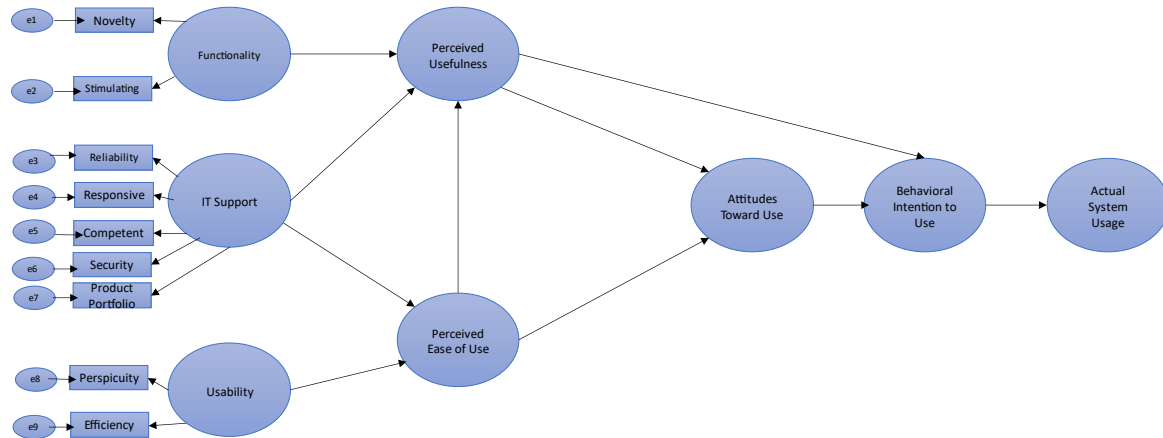 e1
Novelty
Functionality
Perceived
Usefulness
e2
Stimulating
e3
Reliability
e4
Responsive
IT Support
Attitudes
Toward Use
Behavioral
Intention to
Use
Actual
System
Usage
e5
Competent
e6
Security
e7
Product
Portfolio
Perceived
Ease of Use
e8
Perspicuity
Usability
e9
Efficiency